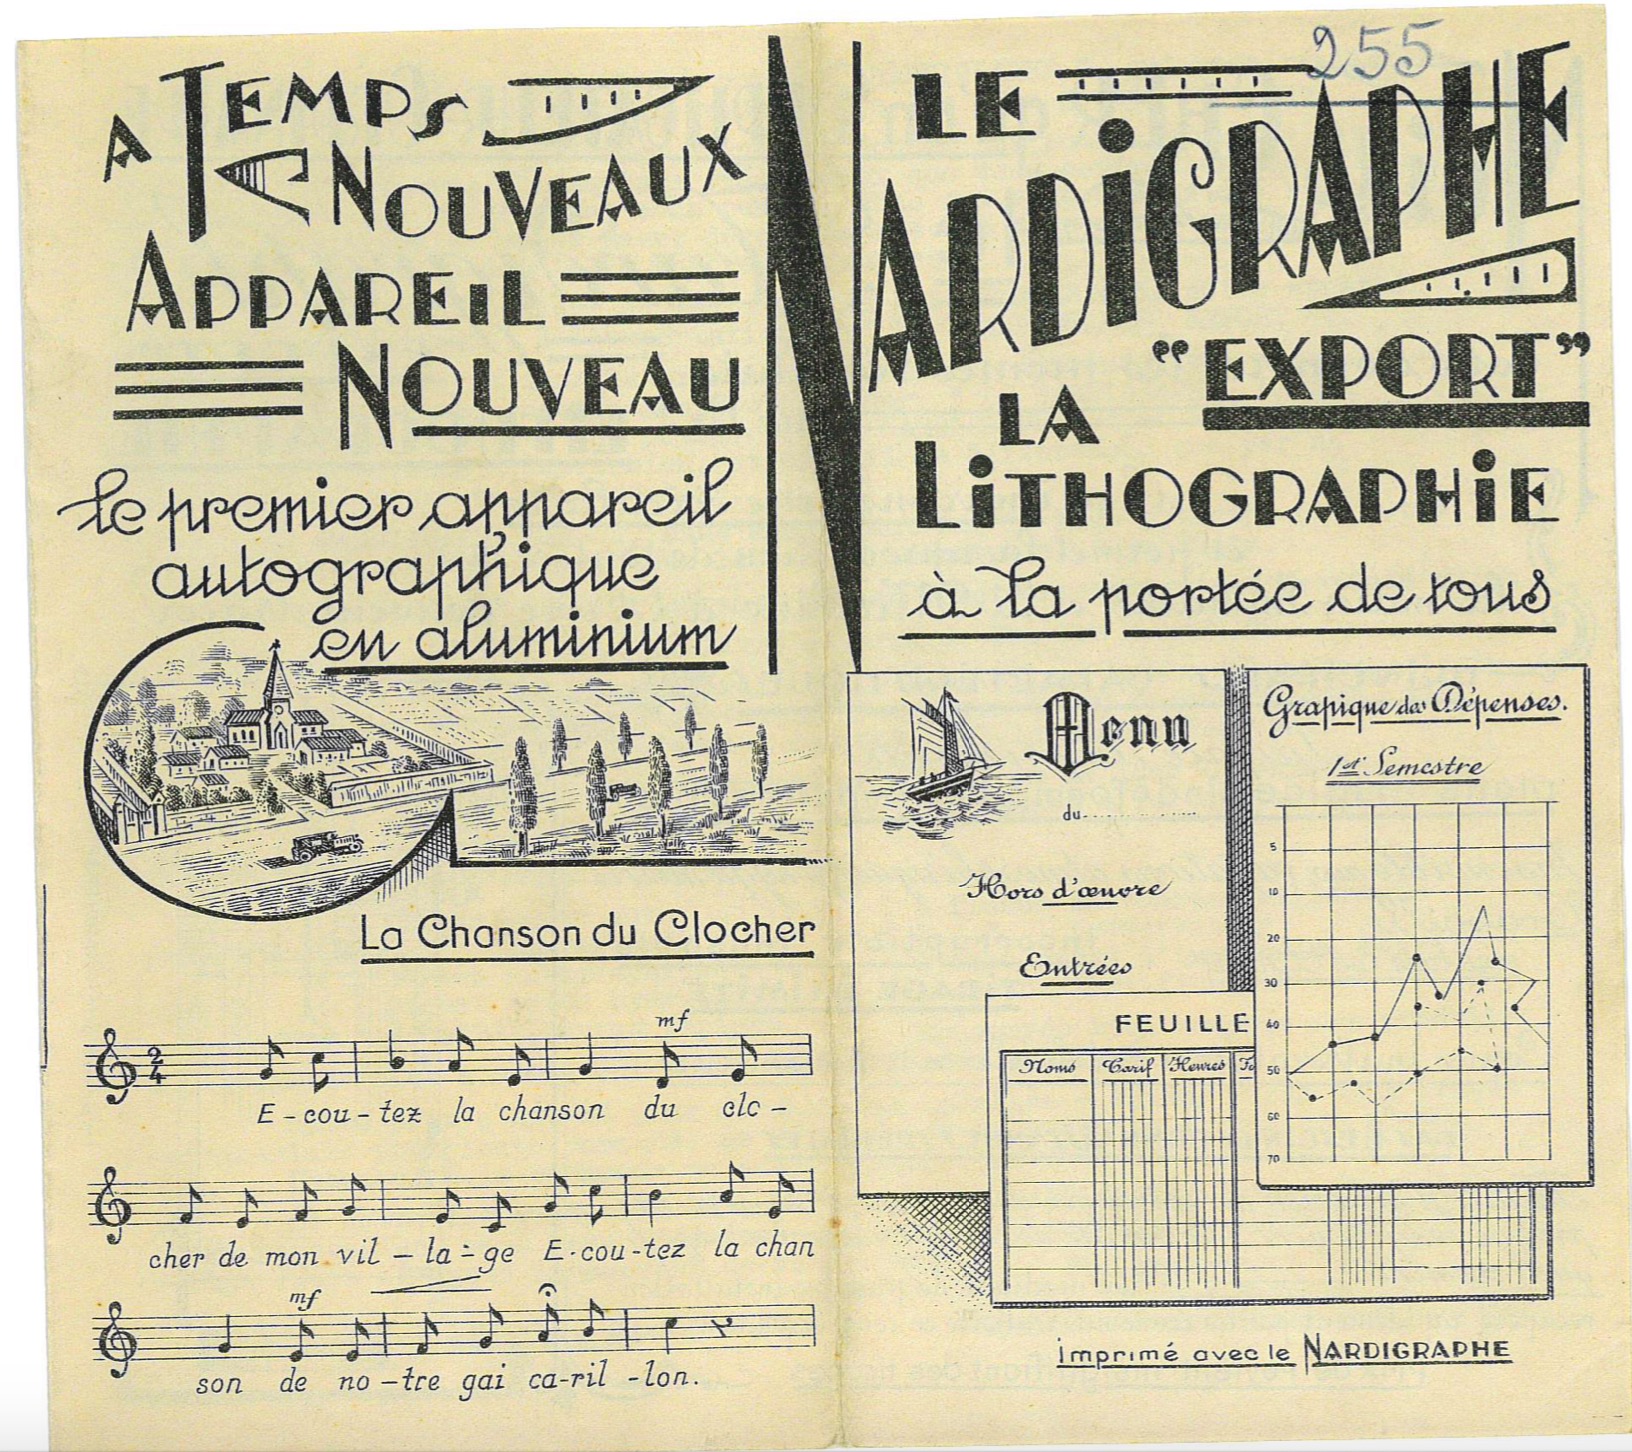 A TEMPS
NOUVEAUX
APPAREIL
NOUVEAU
le premier appareil
autographique
en aluminium
La Chanson du Clocher
2
4
mf
E-cou-tez la chanson du clo-
cher de mon vil-la-ge E-cou-tez la chan
mf
son de no-tre gai ca-ril-lon.
255
LE
NARDIGRAPHE
“EXPORT”
LA
LITHOGRAPHIE
à la portée de tous
Menu
du
Hors d'œuvre
Entrées
FEUILLE
Noms Tarif Heures
Grapique des Dépenses.
1er Semestre
5
10
20
30
40
50
60
70
imprimé avec le NARDIGRAPHE